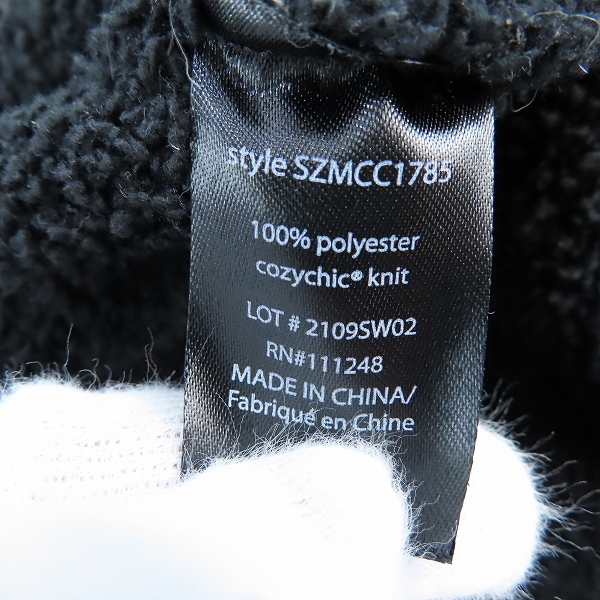 style SZMCC1785
100% polyester
cozychic® knit
LOT # 2109SW02
RN#111248
MADE IN CHINA/
Fabriqué en Chine